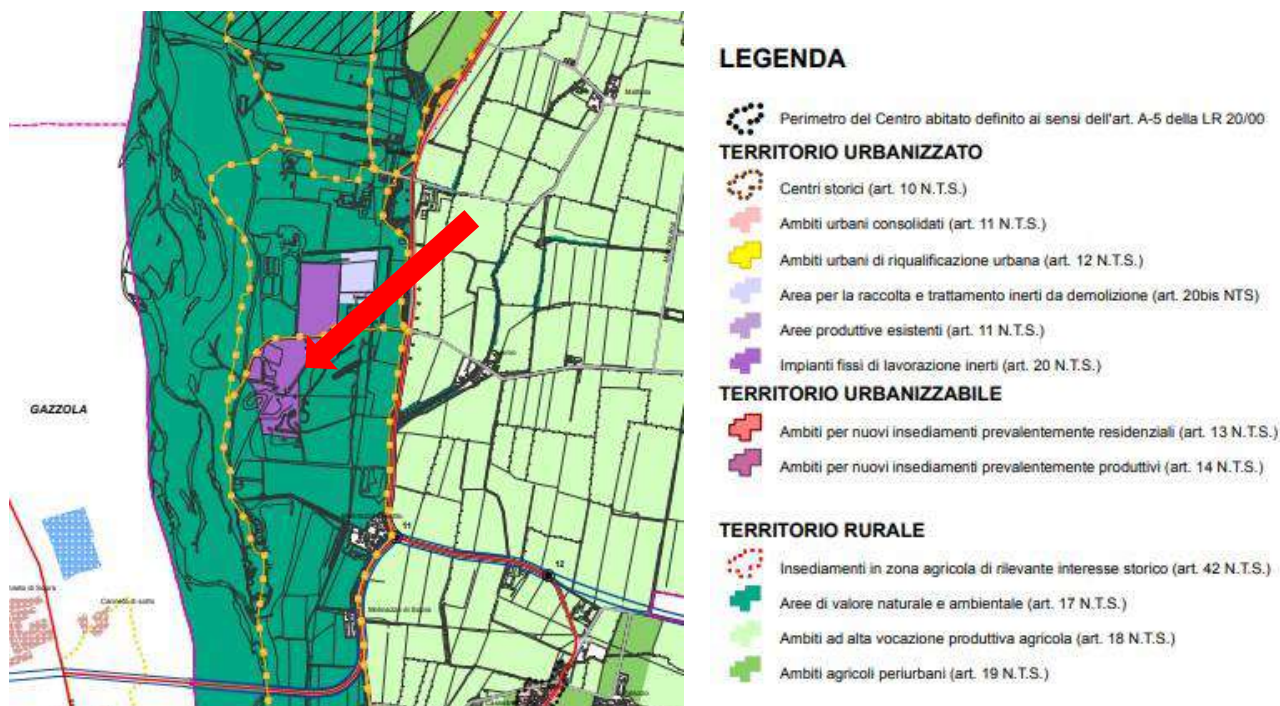 GAZZOLA
11
12
LEGENDA
Perimetro del Centro abitato definito ai sensi dell'art. A-5 della LR 20/00
TERRITORIO URBANIZZATO
Centri storici (art. 10 N.T.S.)
Ambiti urbani consolidati (art. 11 N.T.S.)
Ambiti urbani di riqualificazione urbana (art. 12 N.T.S.)
Area per la raccolta e trattamento inerti da demolizione (art. 20bis NTS)
Aree produttive esistenti (art. 11 N.T.S.)
Impianti fissi di lavorazione inerti (art. 20 N.T.S.)
TERRITORIO URBANIZZABILE
Ambiti per nuovi insediamenti prevalentemente residenziali (art. 13 N.T.S.)
Ambiti per nuovi insediamenti prevalentemente produttivi (art. 14 N.T.S.)
TERRITORIO RURALE
Insediamenti in zona agricola di rilevante interesse storico (art. 42 N.T.S.)
Aree di valore naturale e ambientale (art. 17 N.T.S.)
Ambiti ad alta vocazione produttiva agricola (art. 18 N.T.S.)
Ambiti agricoli periurbani (art. 19 N.T.S.)